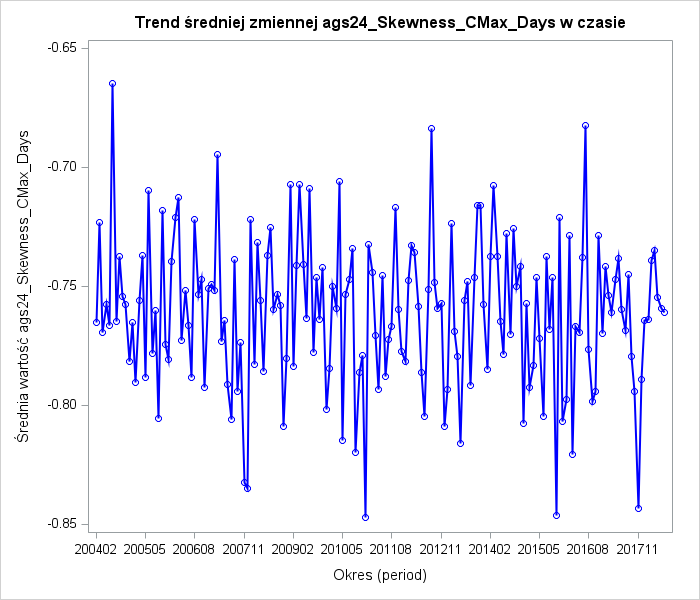 Trend średniej zmiennej ags24_Skewness_CMax_Days w czasie
Średnia wartość ags24_Skewness_CMax_Days
-0.65
-0.70
-0.75
-0.80
-0.85
200402 200505 200608 200711 200902 201005 201108 201211 201402 201505 201608 201711
Okres (period)